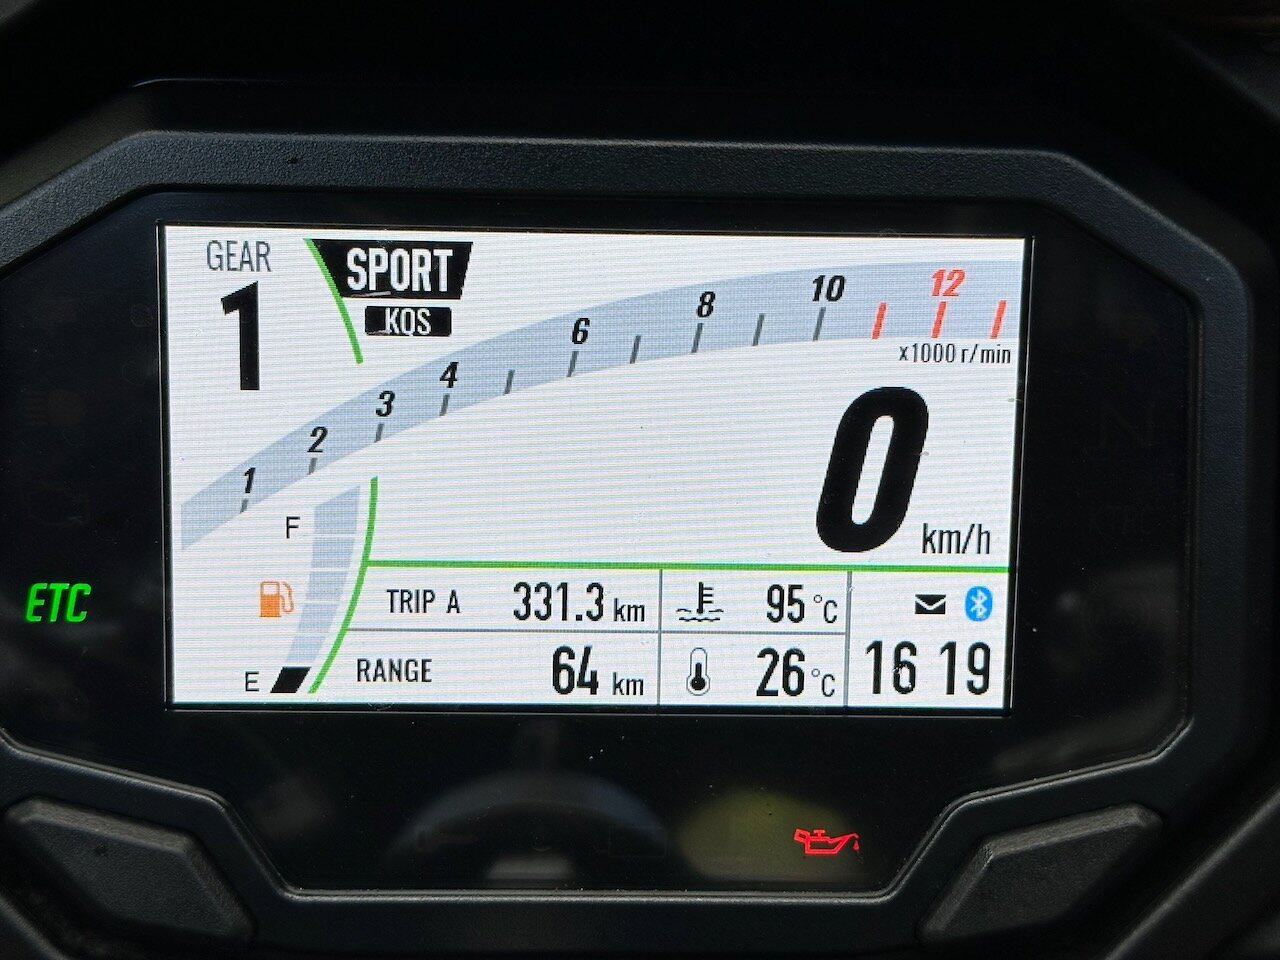 GEAR
1
SPORT
KQS
1 2 3 4 6 8 10 12
x1000 r/min
0 km/h
F
E
ETC
TRIP A 331.3 km
RANGE 64 km
95 °C
26 °C
16 19